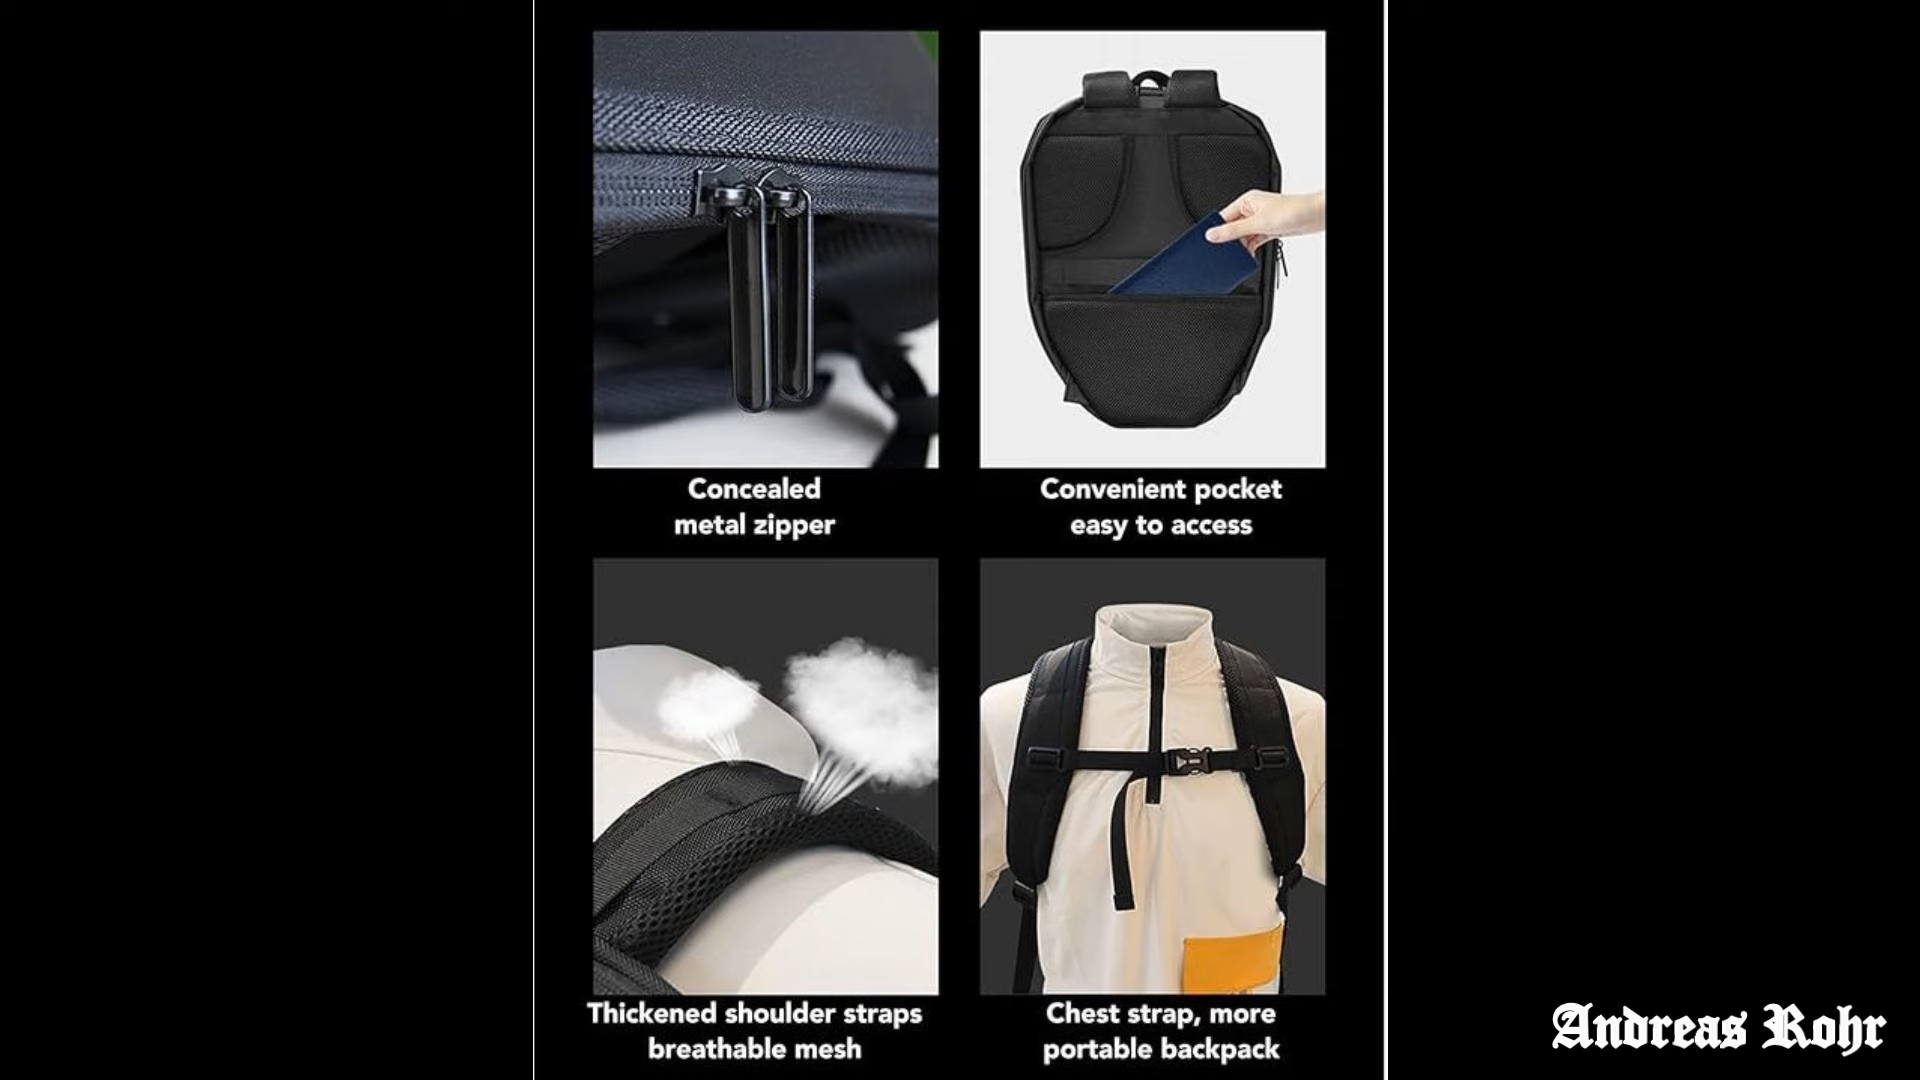 Concealed
metal zipper
Convenient pocket
easy to access
Thickened shoulder straps
breathable mesh
Chest strap, more
portable backpack
Andreas Rohr